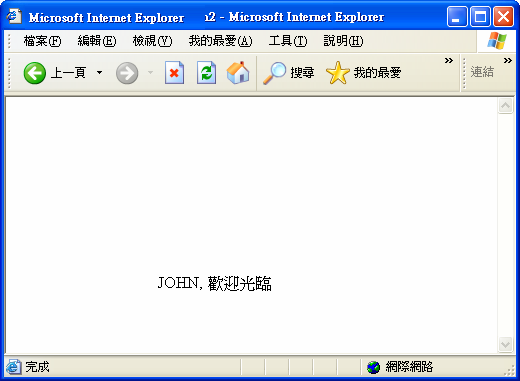 Microsoft Internet Explorer 12 - Microsoft Internet Explorer
檔案(F) 編輯(E) 檢視(V) 我的最愛(A) 工具(T) 說明(H)
上一頁 搜尋 我的最愛 » 連結 »
JOHN, 歡迎光臨
完成 網際網路